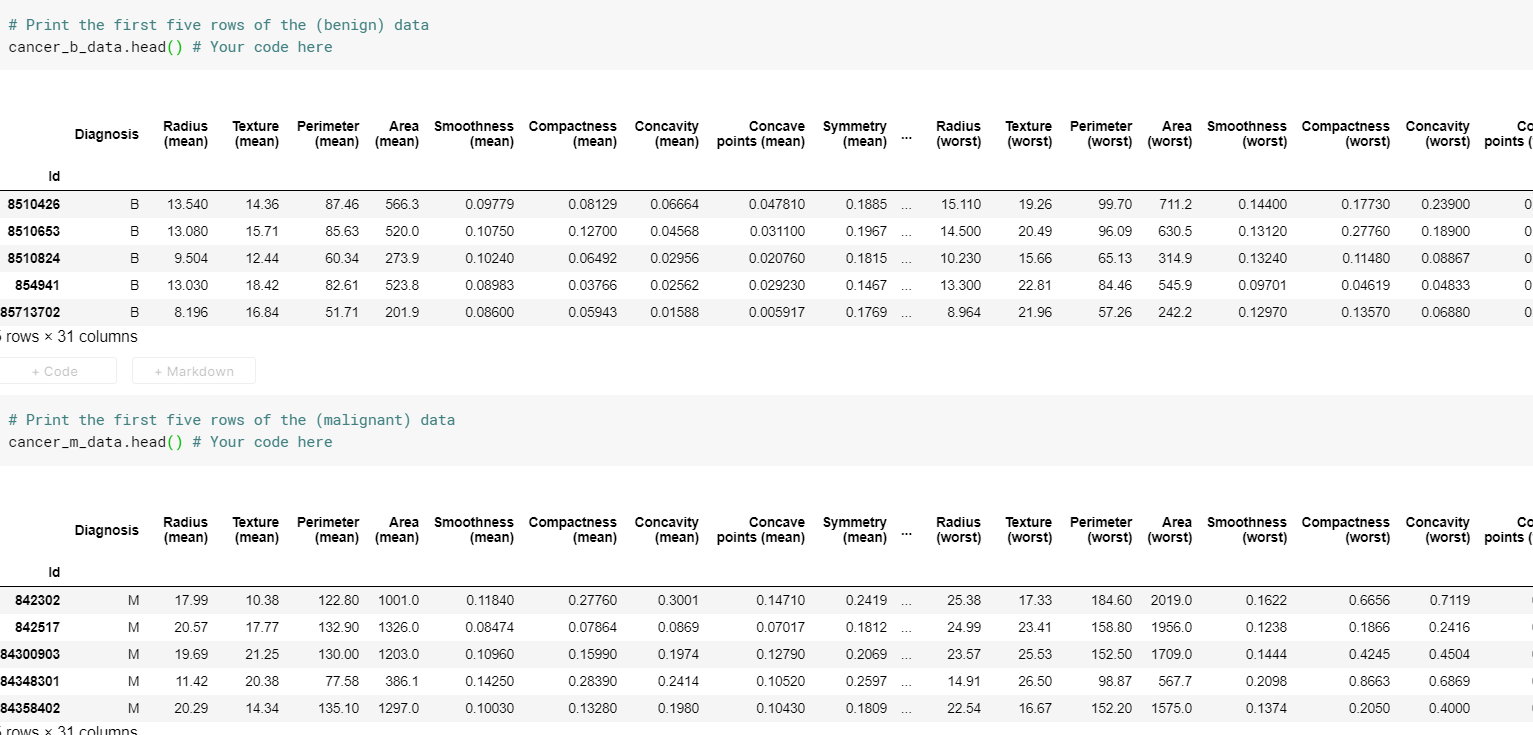 # Print the first five rows of the (benign) data
cancer_b_data.head() # Your code here
Diagnosis Radius (mean) Texture (mean) Perimeter (mean) Area (mean) Smoothness (mean) Compactness (mean) Concavity (mean) Concave points (mean) Symmetry (mean) ... Radius (worst) Texture (worst) Perimeter (worst) Area (worst) Smoothness (worst) Compactness (worst) Concavity (worst) Co points (
Id
8510426 B 13.540 14.36 87.46 566.3 0.09779 0.08129 0.06664 0.047810 0.1885 ... 15.110 19.26 99.70 711.2 0.14400 0.17730 0.23900 0
8510653 B 13.080 15.71 85.63 520.0 0.10750 0.12700 0.04568 0.031100 0.1967 ... 14.500 20.49 96.09 630.5 0.13120 0.27760 0.18900 0
8510824 B 9.504 12.44 60.34 273.9 0.10240 0.06492 0.02956 0.020760 0.1815 ... 10.230 15.66 65.13 314.9 0.13240 0.11480 0.08867 0
854941 B 13.030 18.42 82.61 523.8 0.08983 0.03766 0.02562 0.029230 0.1467 ... 13.300 22.81 84.46 545.9 0.09701 0.04619 0.04833 0
85713702 B 8.196 16.84 51.71 201.9 0.08600 0.05943 0.01588 0.005917 0.1769 ... 8.964 21.96 57.26 242.2 0.12970 0.13570 0.06880 0
rows × 31 columns
+ Code + Markdown
# Print the first five rows of the (malignant) data
cancer_m_data.head() # Your code here
Diagnosis Radius (mean) Texture (mean) Perimeter (mean) Area (mean) Smoothness (mean) Compactness (mean) Concavity (mean) Concave points (mean) Symmetry (mean) ... Radius (worst) Texture (worst) Perimeter (worst) Area (worst) Smoothness (worst) Compactness (worst) Concavity (worst) Co points (
Id
842302 M 17.99 10.38 122.80 1001.0 0.11840 0.27760 0.3001 0.14710 0.2419 ... 25.38 17.33 184.60 2019.0 0.1622 0.6656 0.7119
842517 M 20.57 17.77 132.90 1326.0 0.08474 0.07864 0.0869 0.07017 0.1812 ... 24.99 23.41 158.80 1956.0 0.1238 0.1866 0.2416
84300903 M 19.69 21.25 130.00 1203.0 0.10960 0.15990 0.1974 0.12790 0.2069 ... 23.57 25.53 152.50 1709.0 0.1444 0.4245 0.4504
84348301 M 11.42 20.38 77.58 386.1 0.14250 0.28390 0.2414 0.10520 0.2597 ... 14.91 26.50 98.87 567.7 0.2098 0.8663 0.6869
84358402 M 20.29 14.34 135.10 1297.0 0.10030 0.13280 0.1980 0.10430 0.1809 ... 22.54 16.67 152.20 1575.0 0.1374 0.2050 0.4000
rows × 31 columns